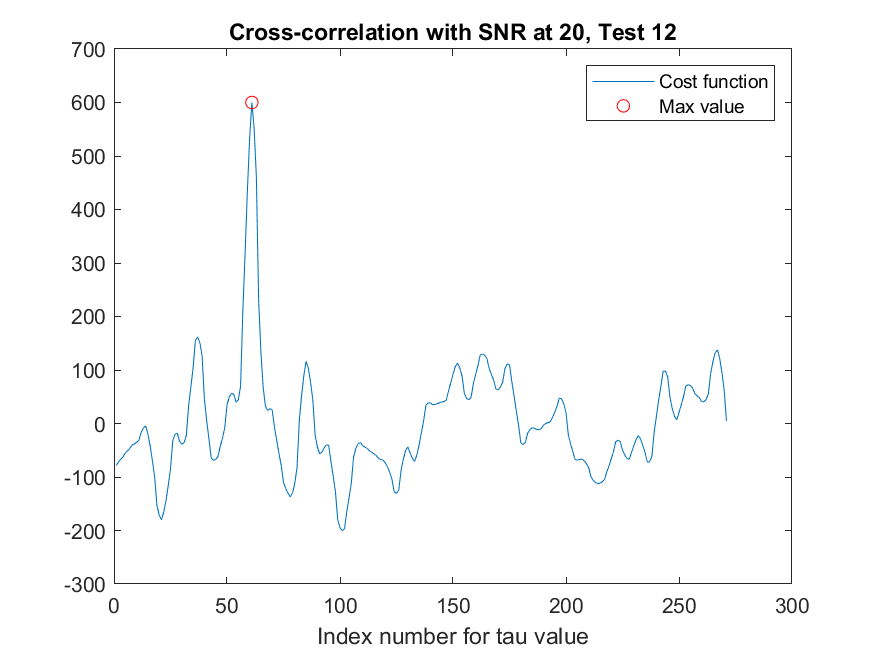 Cross-correlation with SNR at 20, Test 12
700
600
500
400
300
200
100
0
-100
-200
-300
Cost function
Max value
0 50 100 150 200 250 300
Index number for tau value